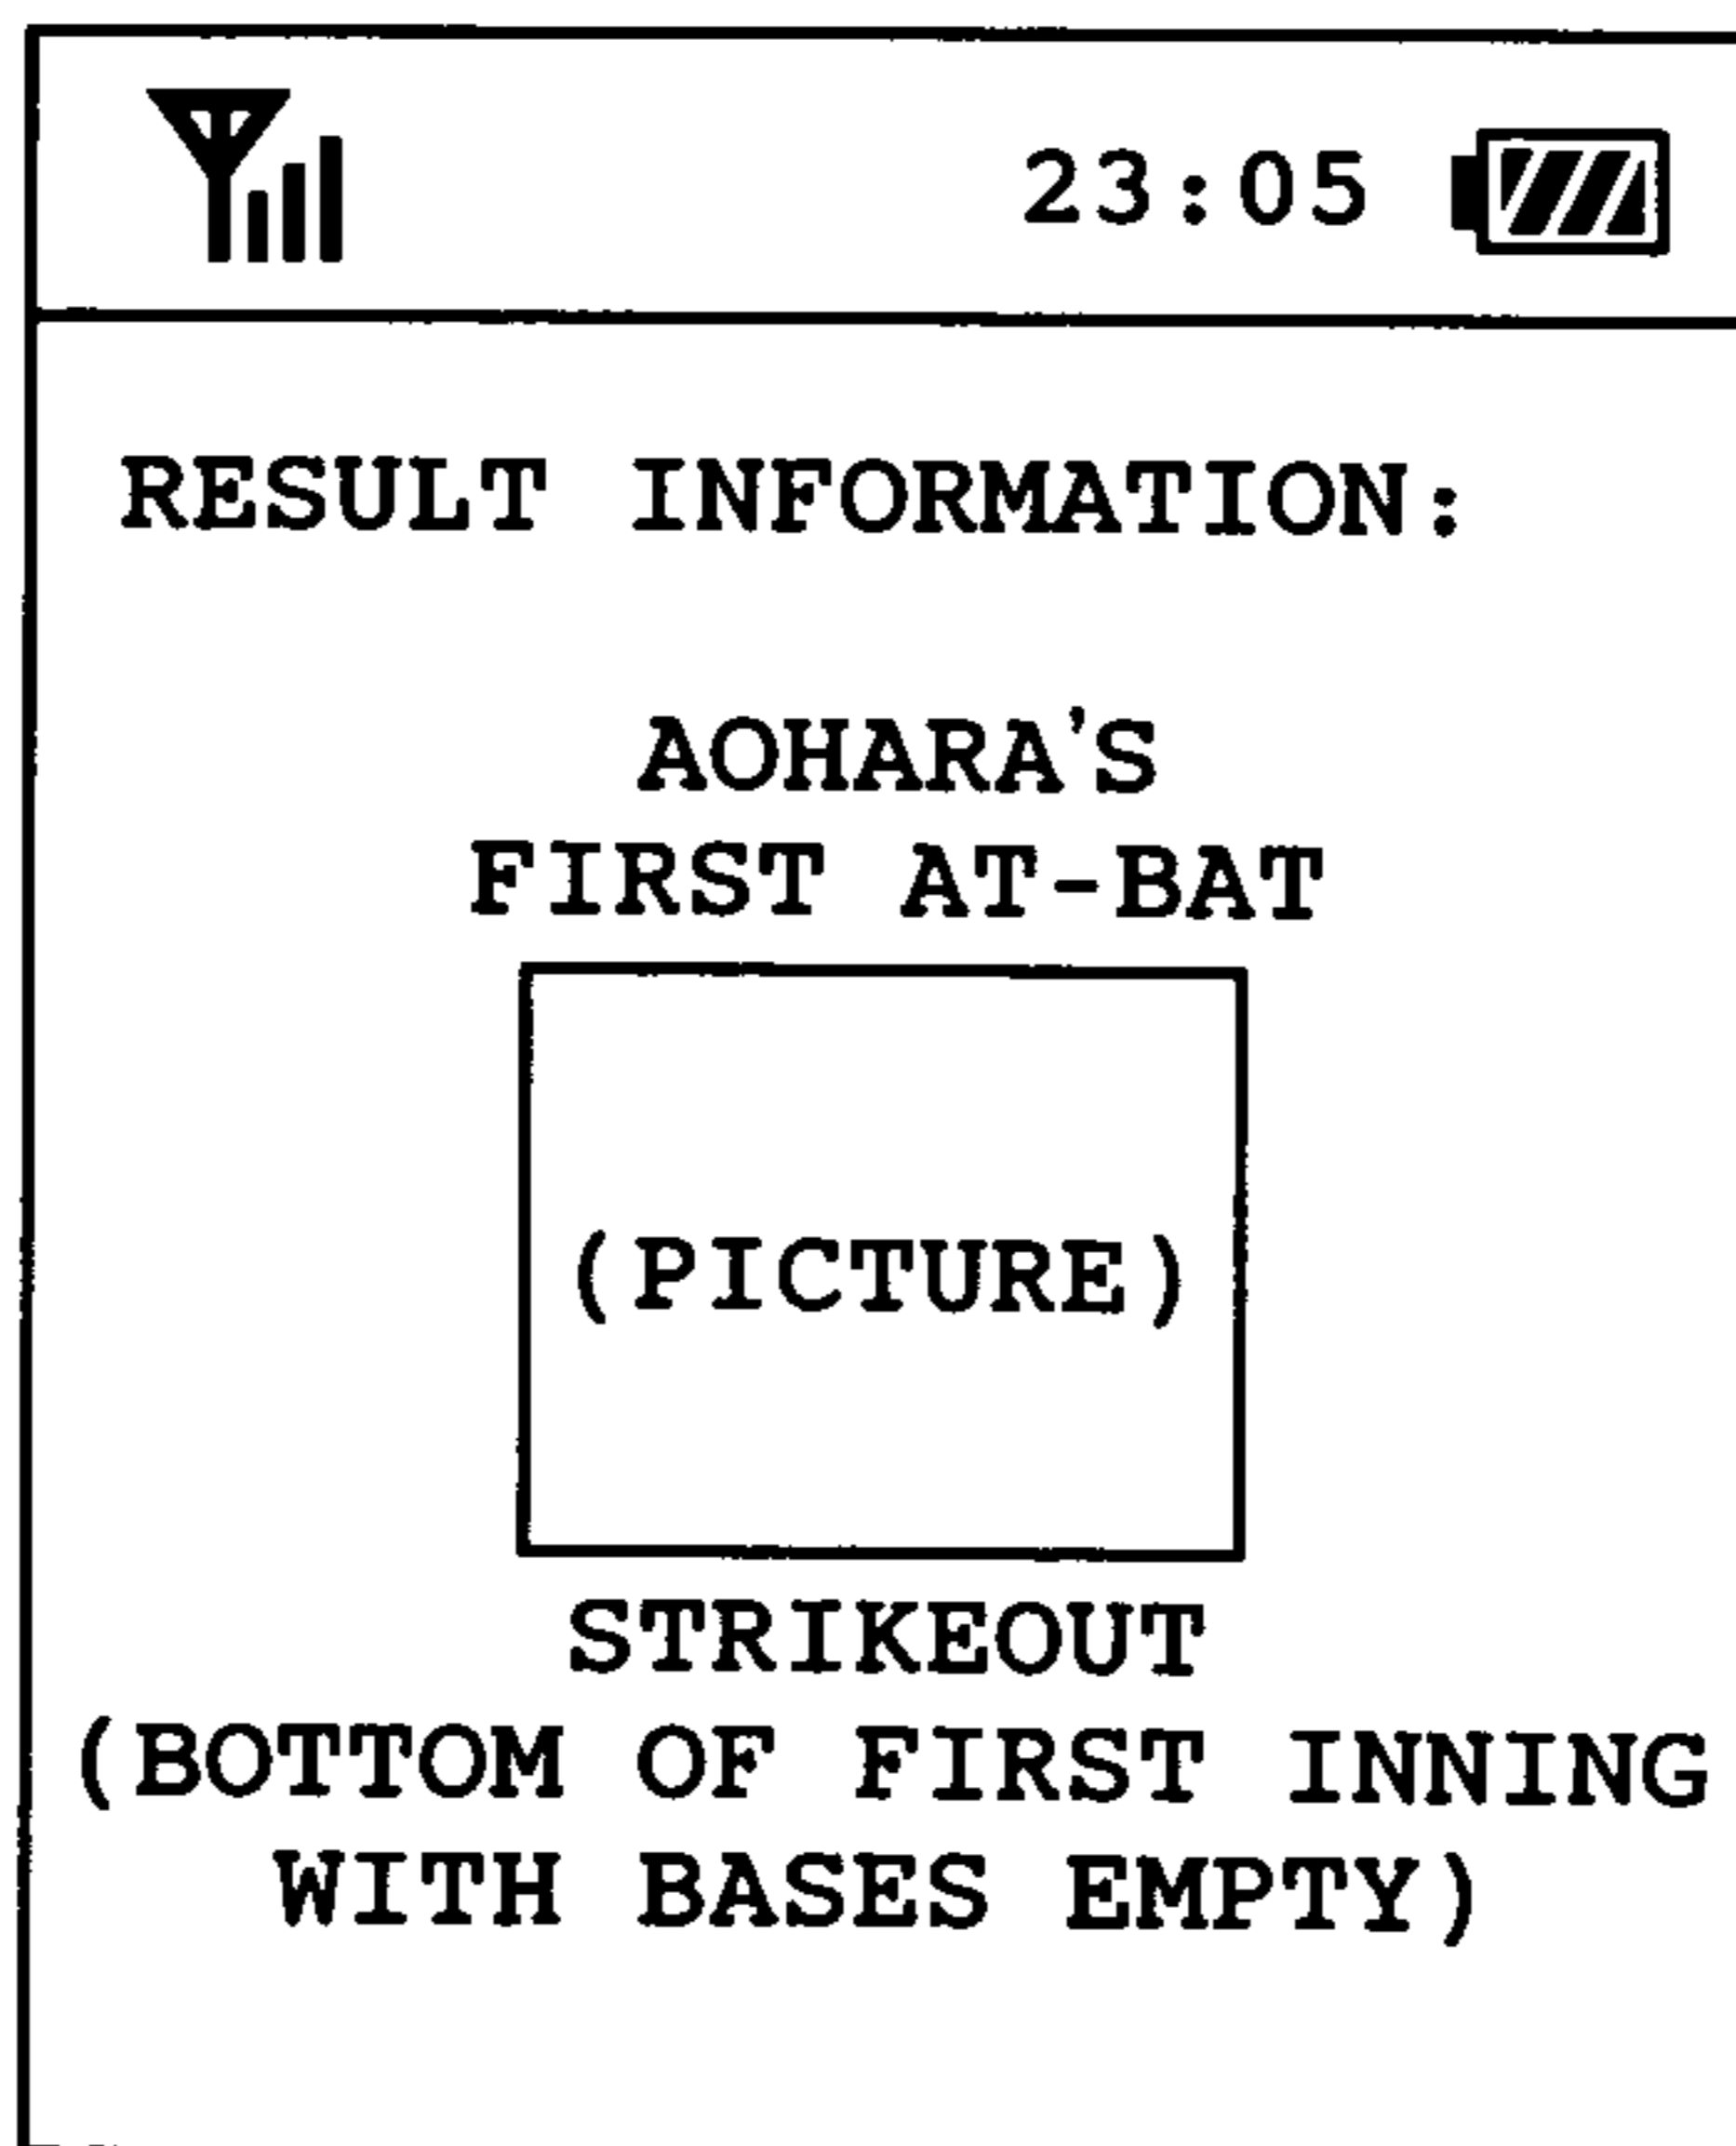 23:05
RESULT INFORMATION:
AOHARA'S
FIRST AT-BAT
(PICTURE)
STRIKEOUT
(BOTTOM OF FIRST INNING
WITH BASES EMPTY)